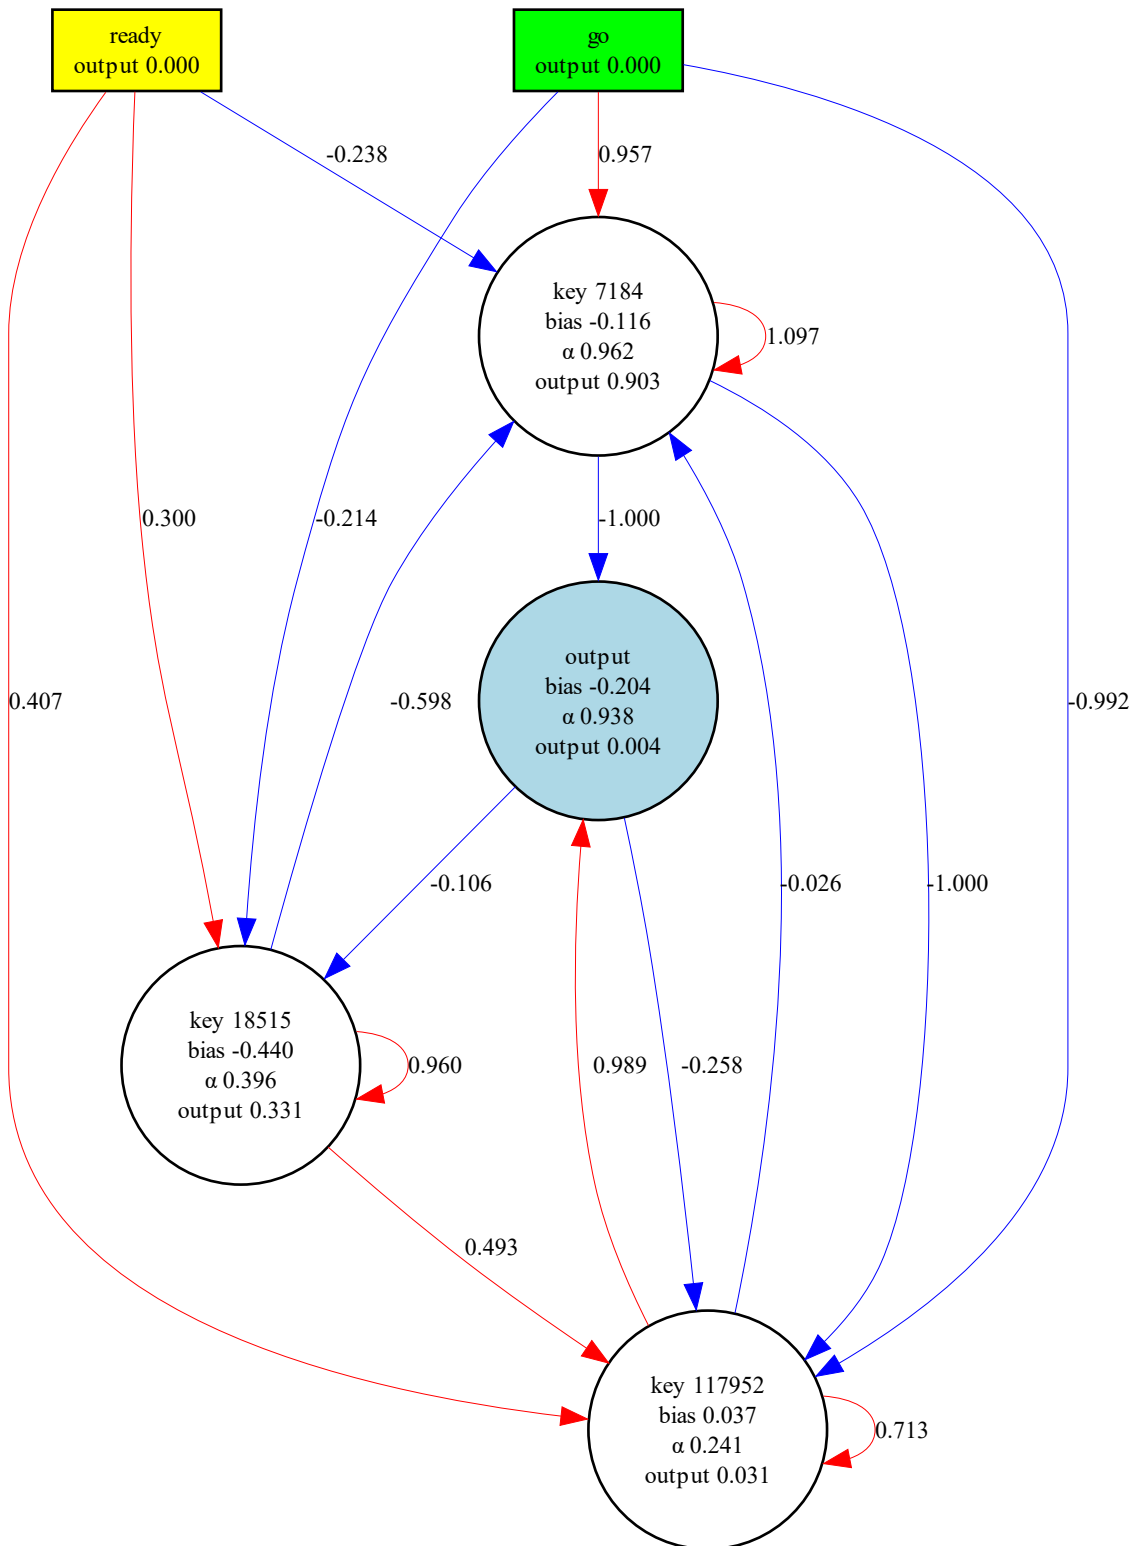 ready
output 0.000
go
output 0.000
-0.238
0.957
key 7184
bias -0.116
α 0.962
output 0.903
1.097
0.300
-0.214
-1.000
output
bias -0.204
α 0.938
output 0.004
0.407
-0.598
-0.992
-0.106
-0.026
-1.000
key 18515
bias -0.440
α 0.396
output 0.331
0.960
0.989
-0.258
0.493
key 117952
bias 0.037
α 0.241
output 0.031
0.713